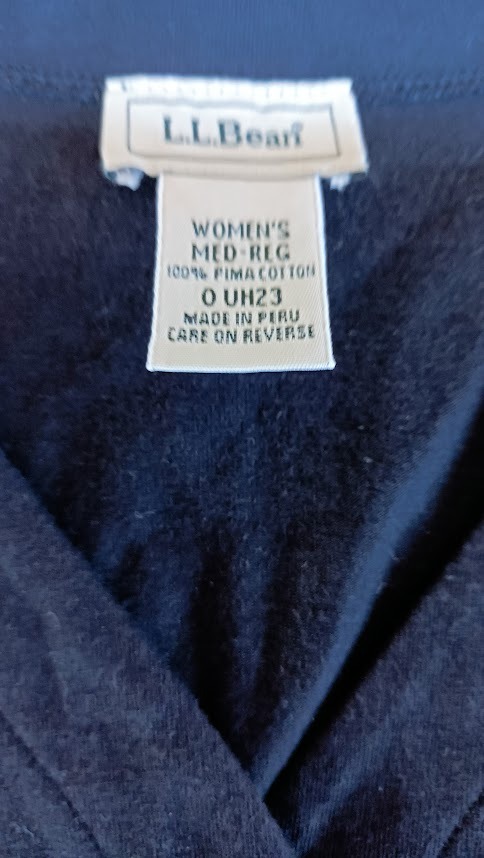 L.L.Bean®
WOMEN'S
MED-REG
100% PIMA COTTON
0 UH23
MADE IN PERU
CARE ON REVERSE